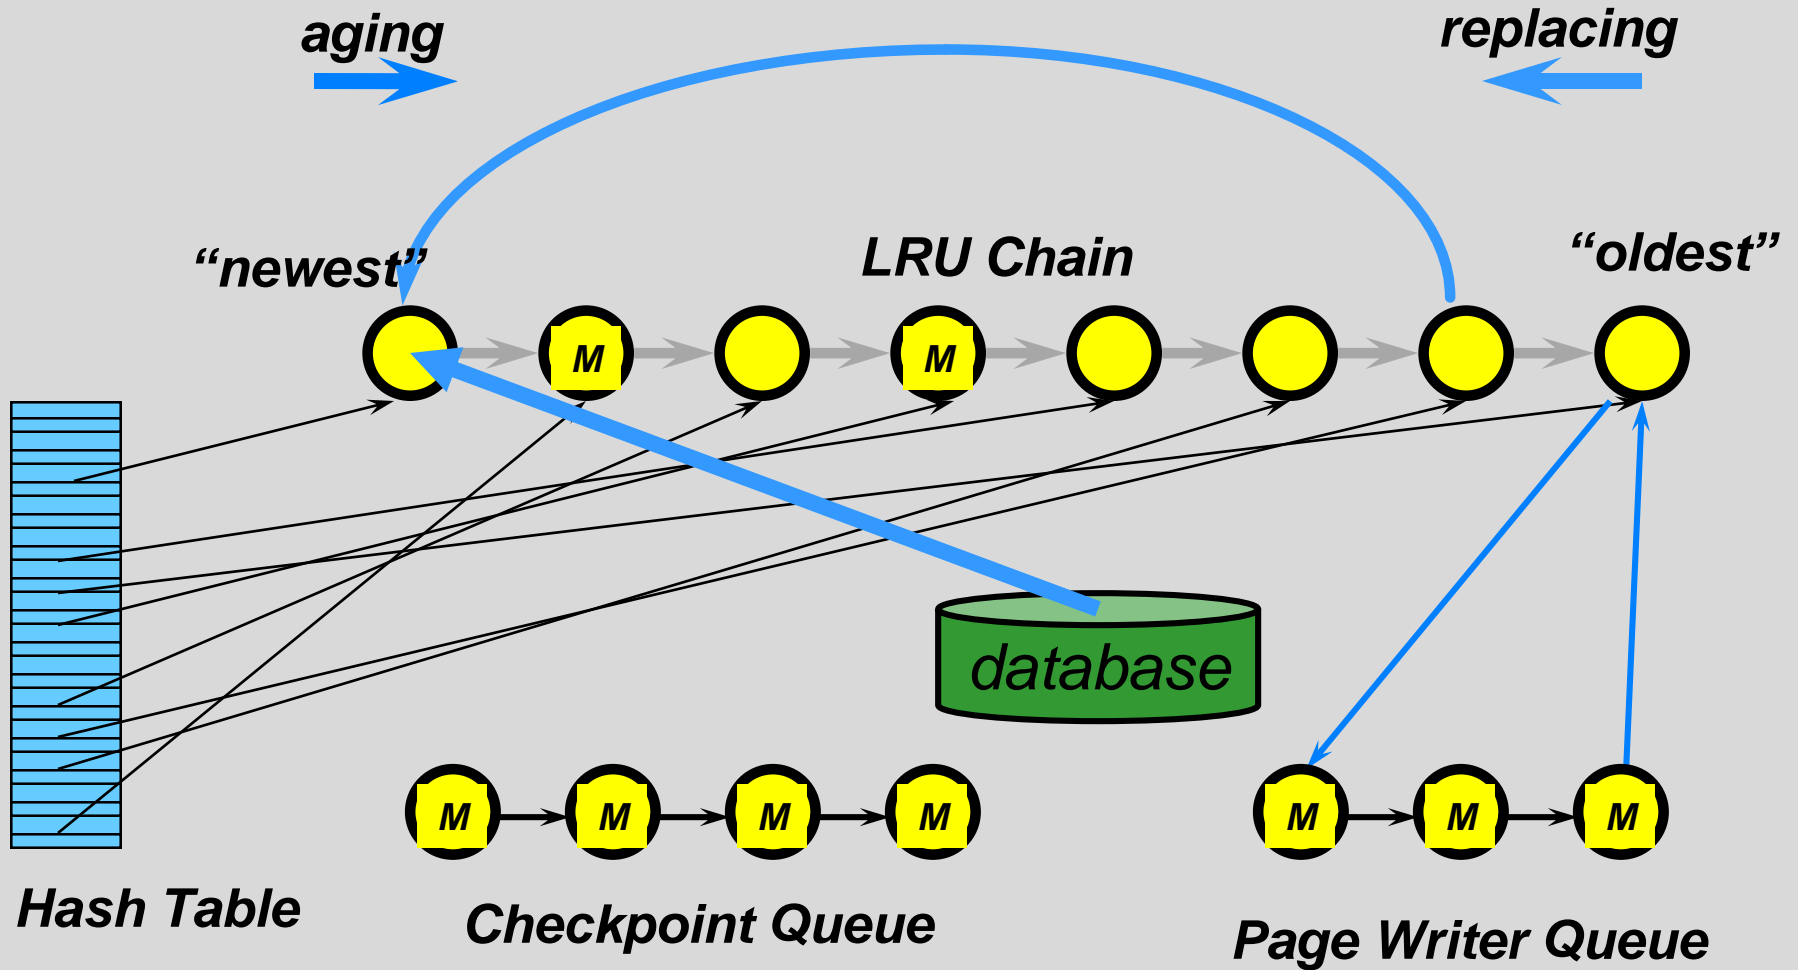 aging
replacing
“newest”
LRU Chain
“oldest”
M
M
database
M
M
M
M
M
M
M
Hash Table
Checkpoint Queue
Page Writer Queue